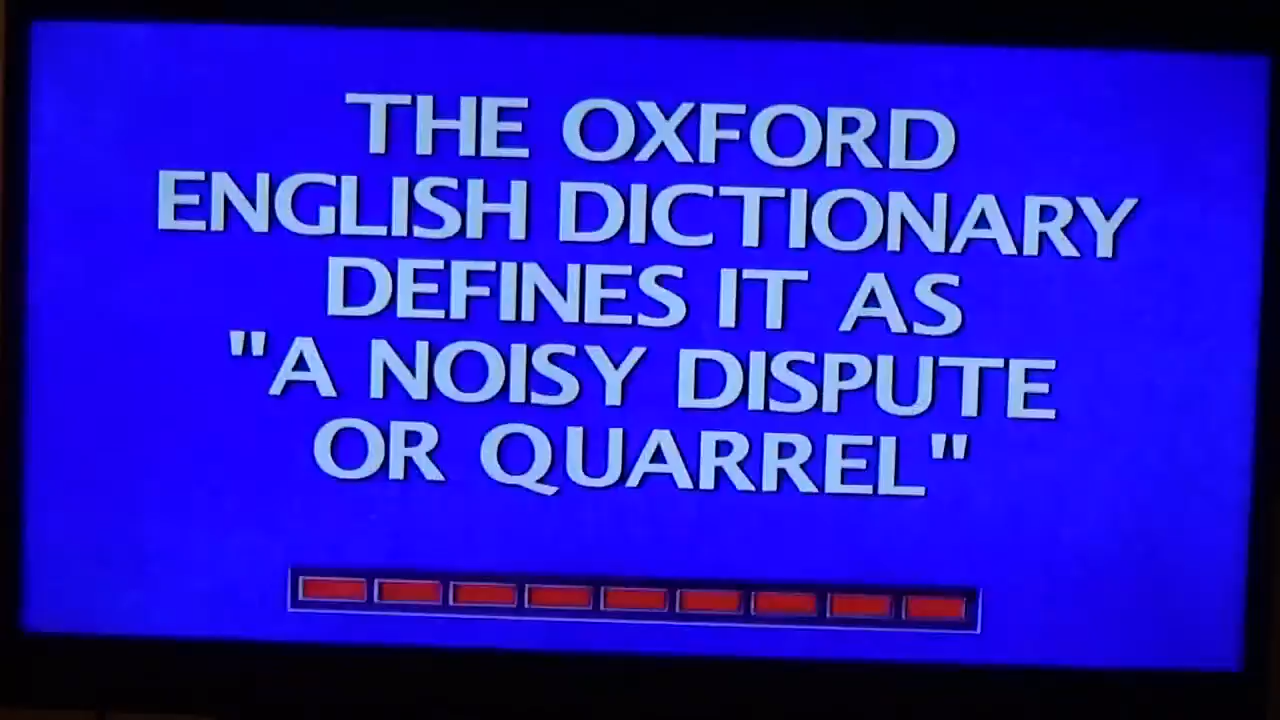 THE OXFORD
ENGLISH DICTIONARY
DEFINES IT AS
"A NOISY DISPUTE
OR QUARREL"